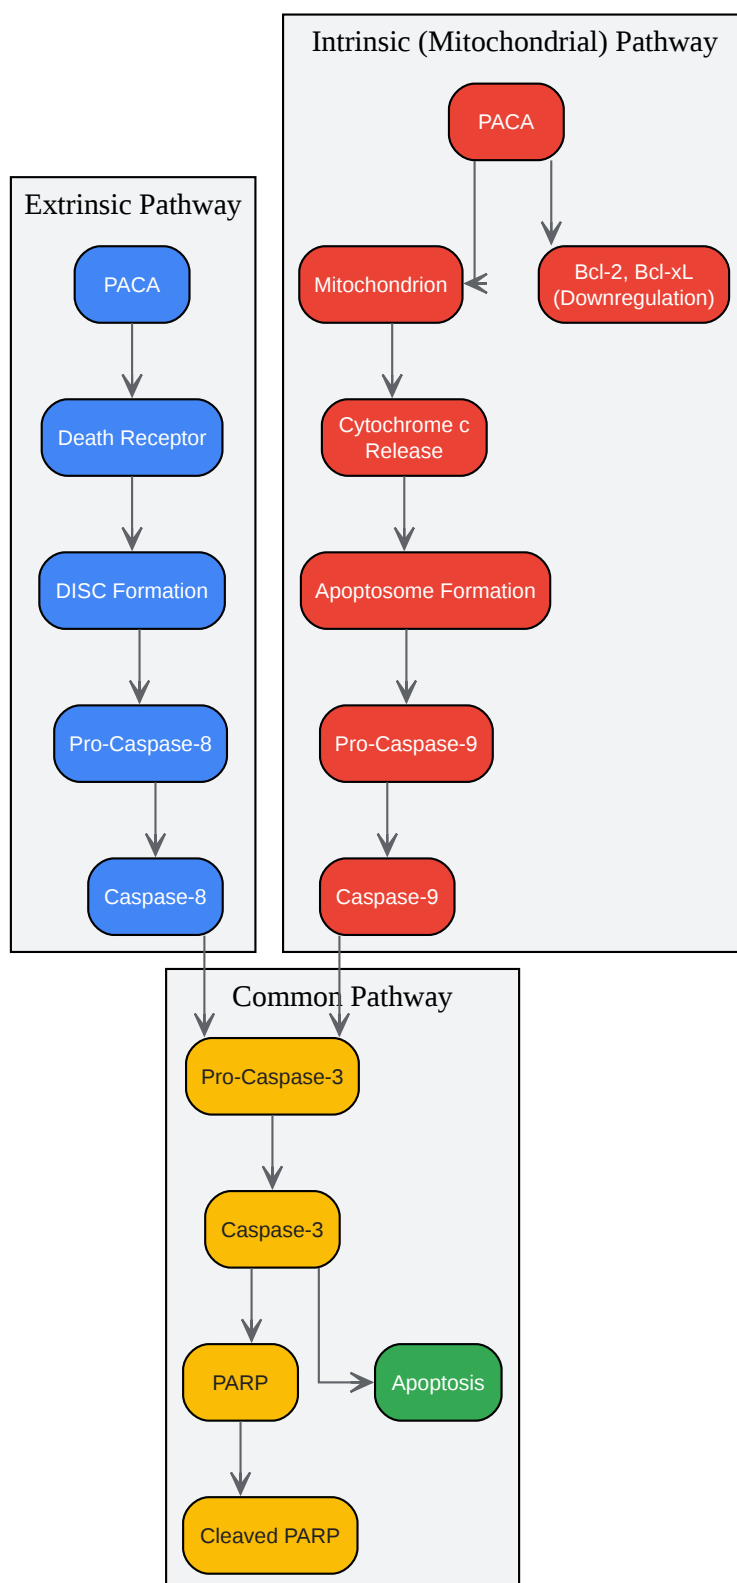 Intrinsic (Mitochondrial) Pathway
PACA
Mitochondrion
Bcl-2, Bcl-xL
(Downregulation)
Cytochrome c
Release
Apoptosome Formation
Pro-Caspase-9
Caspase-9
Extrinsic Pathway
PACA
Death Receptor
DISC Formation
Pro-Caspase-8
Caspase-8
Common Pathway
Pro-Caspase-3
Caspase-3
PARP
Apoptosis
Cleaved PARP